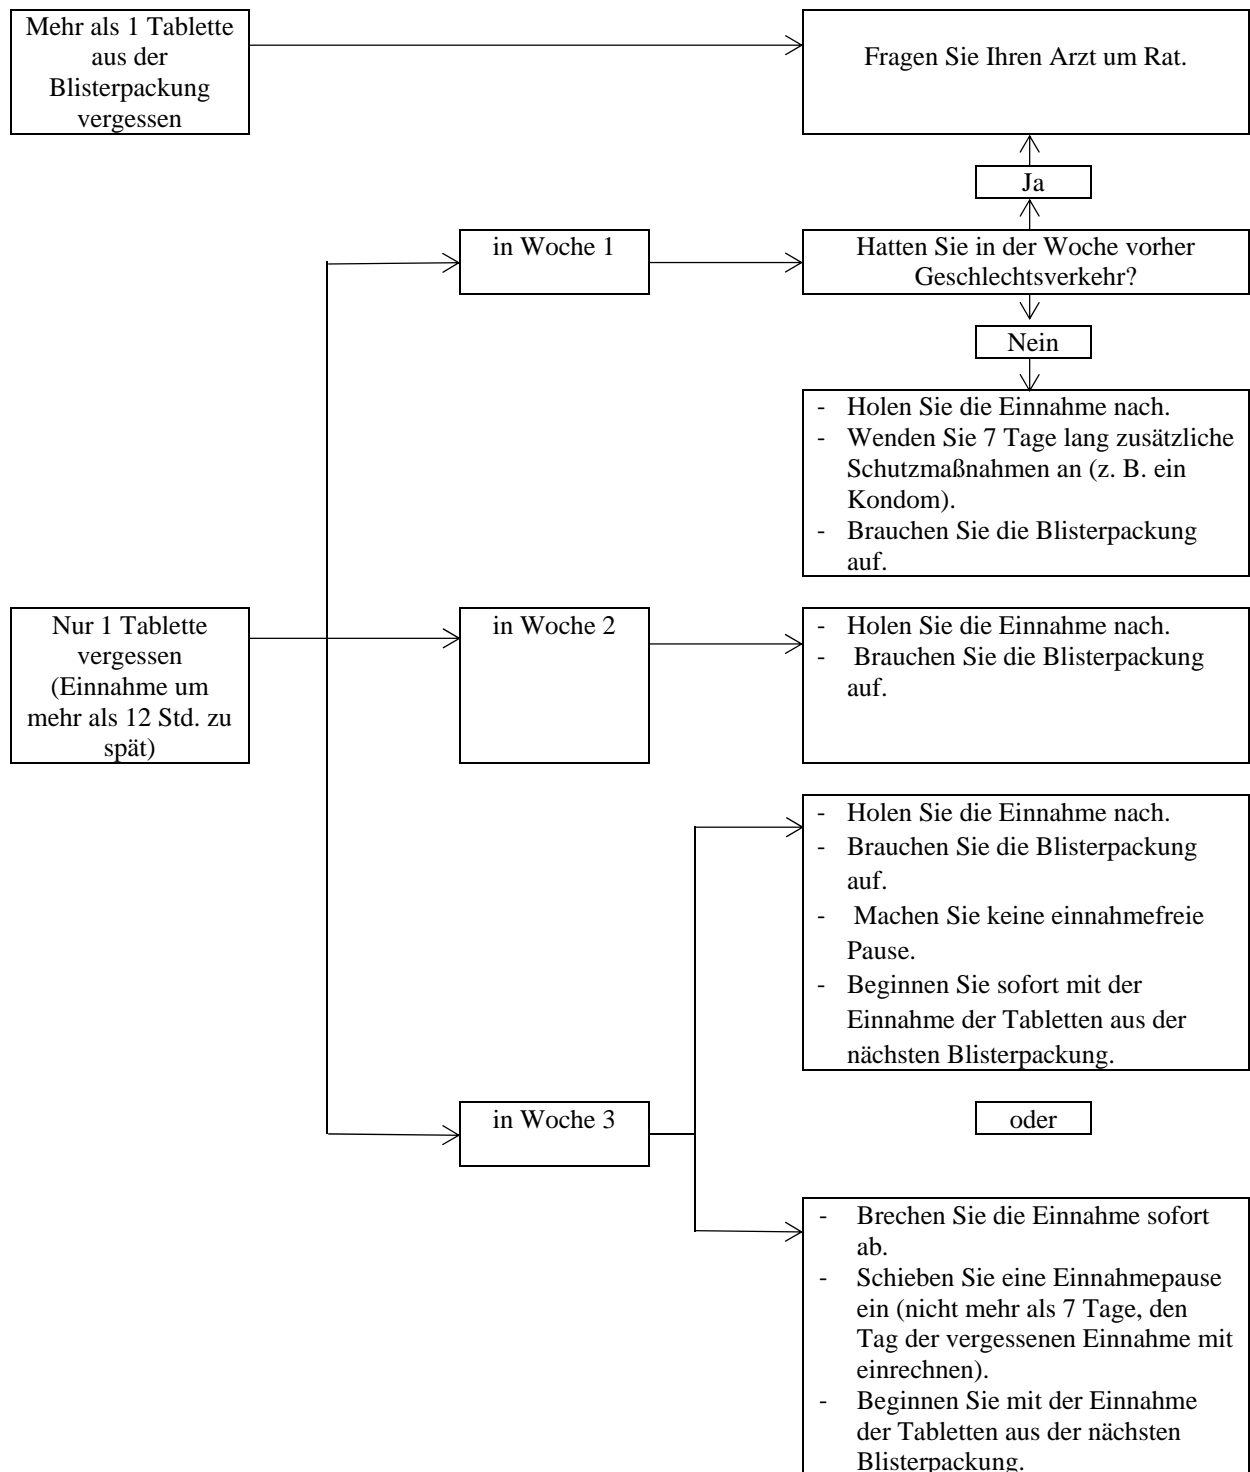 Mehr als 1 Tablette
aus der
Blisterpackung
vergessen
Fragen Sie Ihren Arzt um Rat.
Ja
in Woche 1
Hatten Sie in der Woche vorher
Geschlechtsverkehr?
Nein
- Holen Sie die Einnahme nach.
- Wenden Sie 7 Tage lang zusätzliche
Schutzmaßnahmen an (z. B. ein
Kondom).
- Brauchen Sie die Blisterpackung
auf.
Nur 1 Tablette
vergessen
(Einnahme um
mehr als 12 Std. zu
spät)
in Woche 2
- Holen Sie die Einnahme nach.
- Brauchen Sie die Blisterpackung
auf.
- Holen Sie die Einnahme nach.
- Brauchen Sie die Blisterpackung
auf.
- Machen Sie keine einnahmefreie
Pause.
- Beginnen Sie sofort mit der
Einnahme der Tabletten aus der
nächsten Blisterpackung.
in Woche 3
oder
- Brechen Sie die Einnahme sofort
ab.
- Schieben Sie eine Einnahmepause
ein (nicht mehr als 7 Tage, den
Tag der vergessenen Einnahme mit
einrechnen).
- Beginnen Sie mit der Einnahme
der Tabletten aus der nächsten
Blisterpackung.